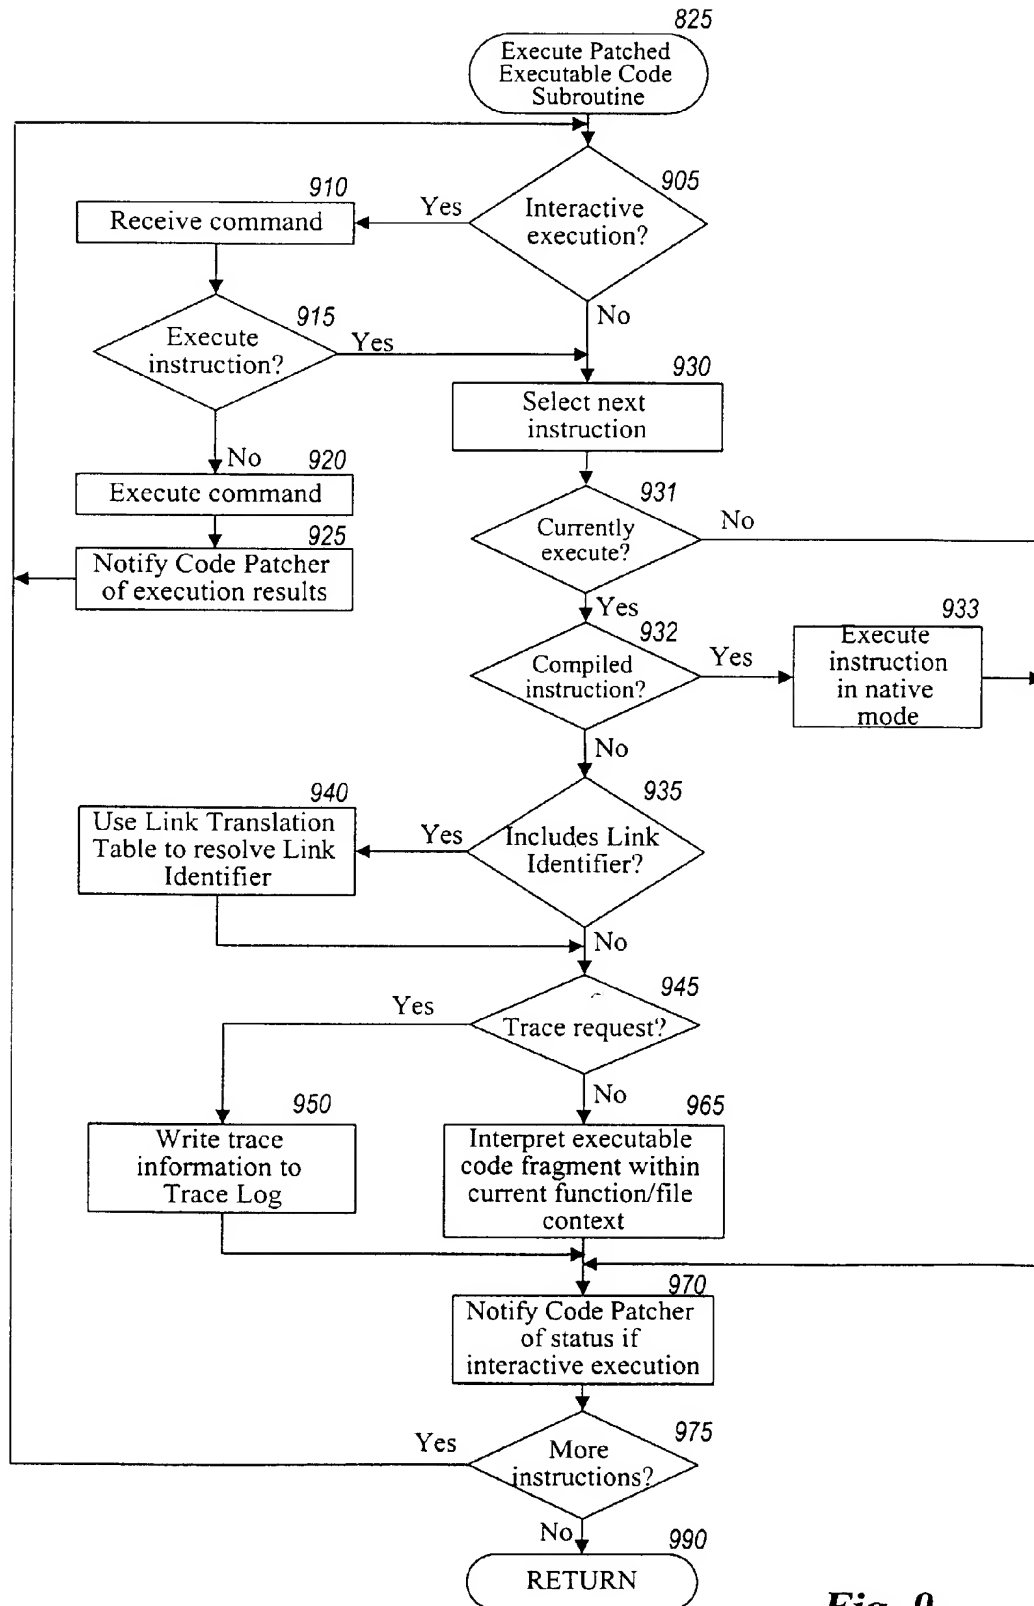 825
Execute Patched
Executable Code
Subroutine
905
Interactive
execution?
Yes
No
910
Receive command
915
Execute
instruction?
Yes
No
920
Execute command
925
Notify Code Patcher
of execution results
930
Select next
instruction
931
Currently
execute?
No
Yes
932
Compiled
instruction?
Yes
No
933
Execute
instruction
in native
mode
935
Includes Link
Identifier?
Yes
No
940
Use Link Translation
Table to resolve Link
Identifier
945
Trace request?
Yes
No
950
Write trace
information to
Trace Log
965
Interpret executable
code fragment within
current function/file
context
970
Notify Code Patcher
of status if
interactive execution
975
More
instructions?
Yes
No
990
RETURN
Fig. 9